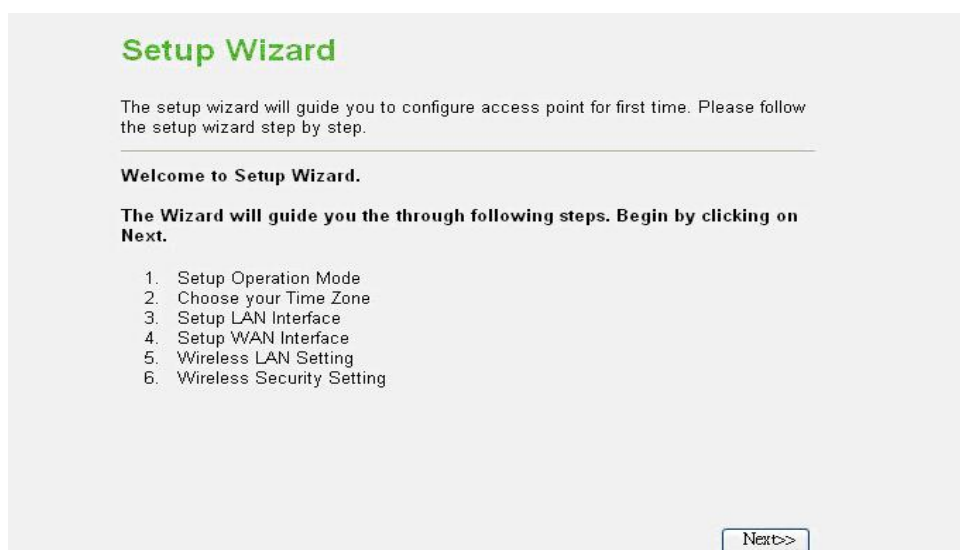 Setup Wizard
The setup wizard will guide you to configure access point for first time. Please follow
the setup wizard step by step.
Welcome to Setup Wizard.
The Wizard will guide you the through following steps. Begin by clicking on
Next.
1. Setup Operation Mode
2. Choose your Time Zone
3. Setup LAN Interface
4. Setup WAN Interface
5. Wireless LAN Setting
6. Wireless Security Setting
Next>>